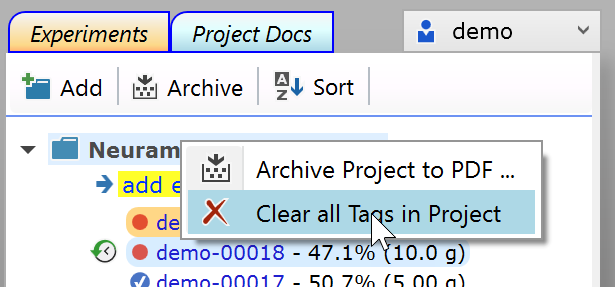 Experiments Project Docs demo
Add Archive AZ Sort
Neuram
Archive Project to PDF ...
add e
Clear all Tags in Project
de
demo-00018 - 47.1% (10.0 g)
demo-00017 - 50.7% (5.00 g)